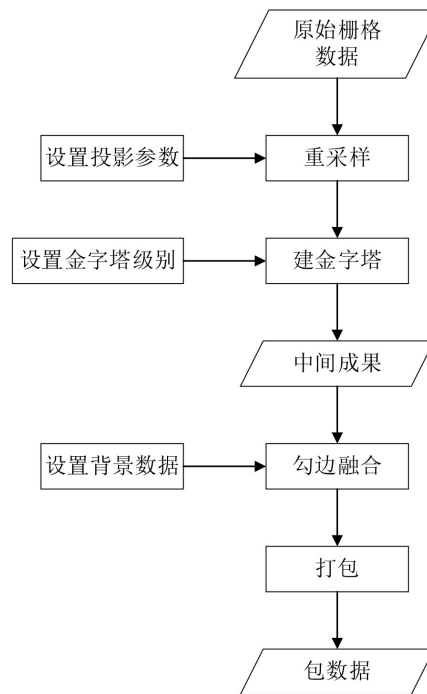 原始栅格
数据
设置投影参数
重采样
设置金字塔级别
建金字塔
中间成果
设置背景数据
勾边融合
打包
包数据